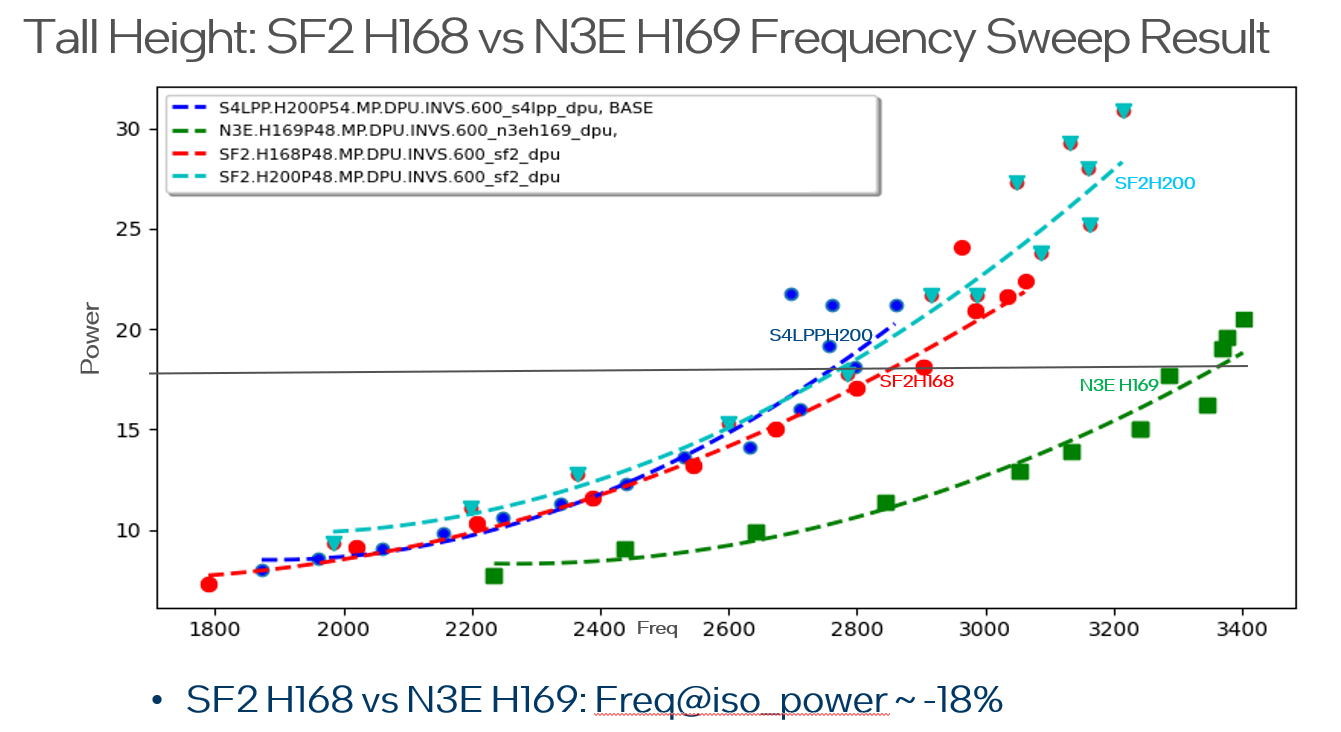 Tall Height: SF2 H168 vs N3E H169 Frequency Sweep Result
S4LPP.H200P54.MP.DPU.INVS.600_s4lpp_dpu, BASE
N3E.H169P48.MP.DPU.INVS.600_n3eh169_dpu,
SF2.H168P48.MP.DPU.INVS.600_sf2_dpu
SF2.H200P48.MP.DPU.INVS.600_sf2_dpu
30
25
20
15
10
Power
SF2H200
S4LPPH200
SF2H168
N3E H169
1800 2000 2200 2400 Freq 2600 2800 3000 3200 3400
• SF2 H168 vs N3E H169: Freq@iso_power ~ -18%